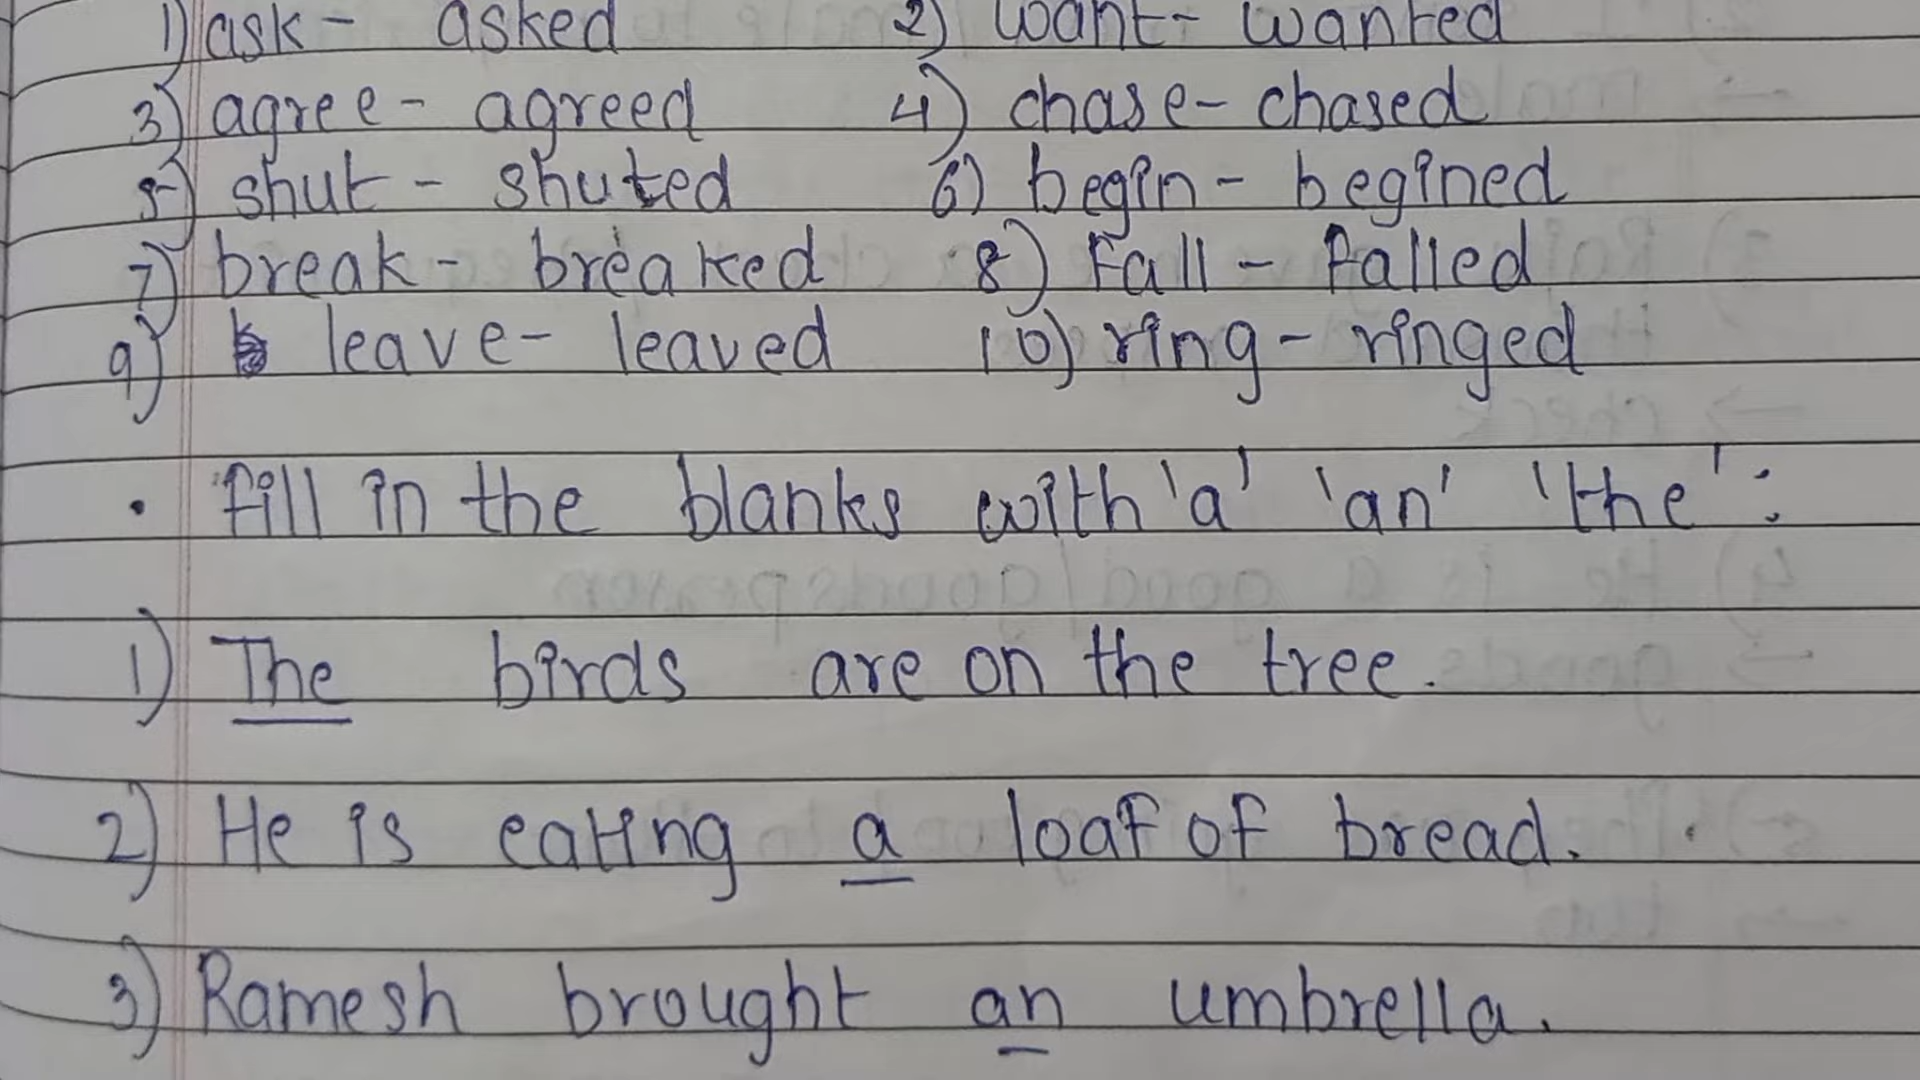 1) ask - asked 2) want - wanted
3) agree - agreed 4) chase - chased
5) shut - shuted 6) begin - begined
7) break - breaked 8) Fall - falled
9) leave - leaved 10) ring - ringed
• fill in the blanks with 'a' 'an' 'the':
1) The birds are on the tree.
2) He is eating a loaf of bread.
3) Ramesh brought an umbrella.